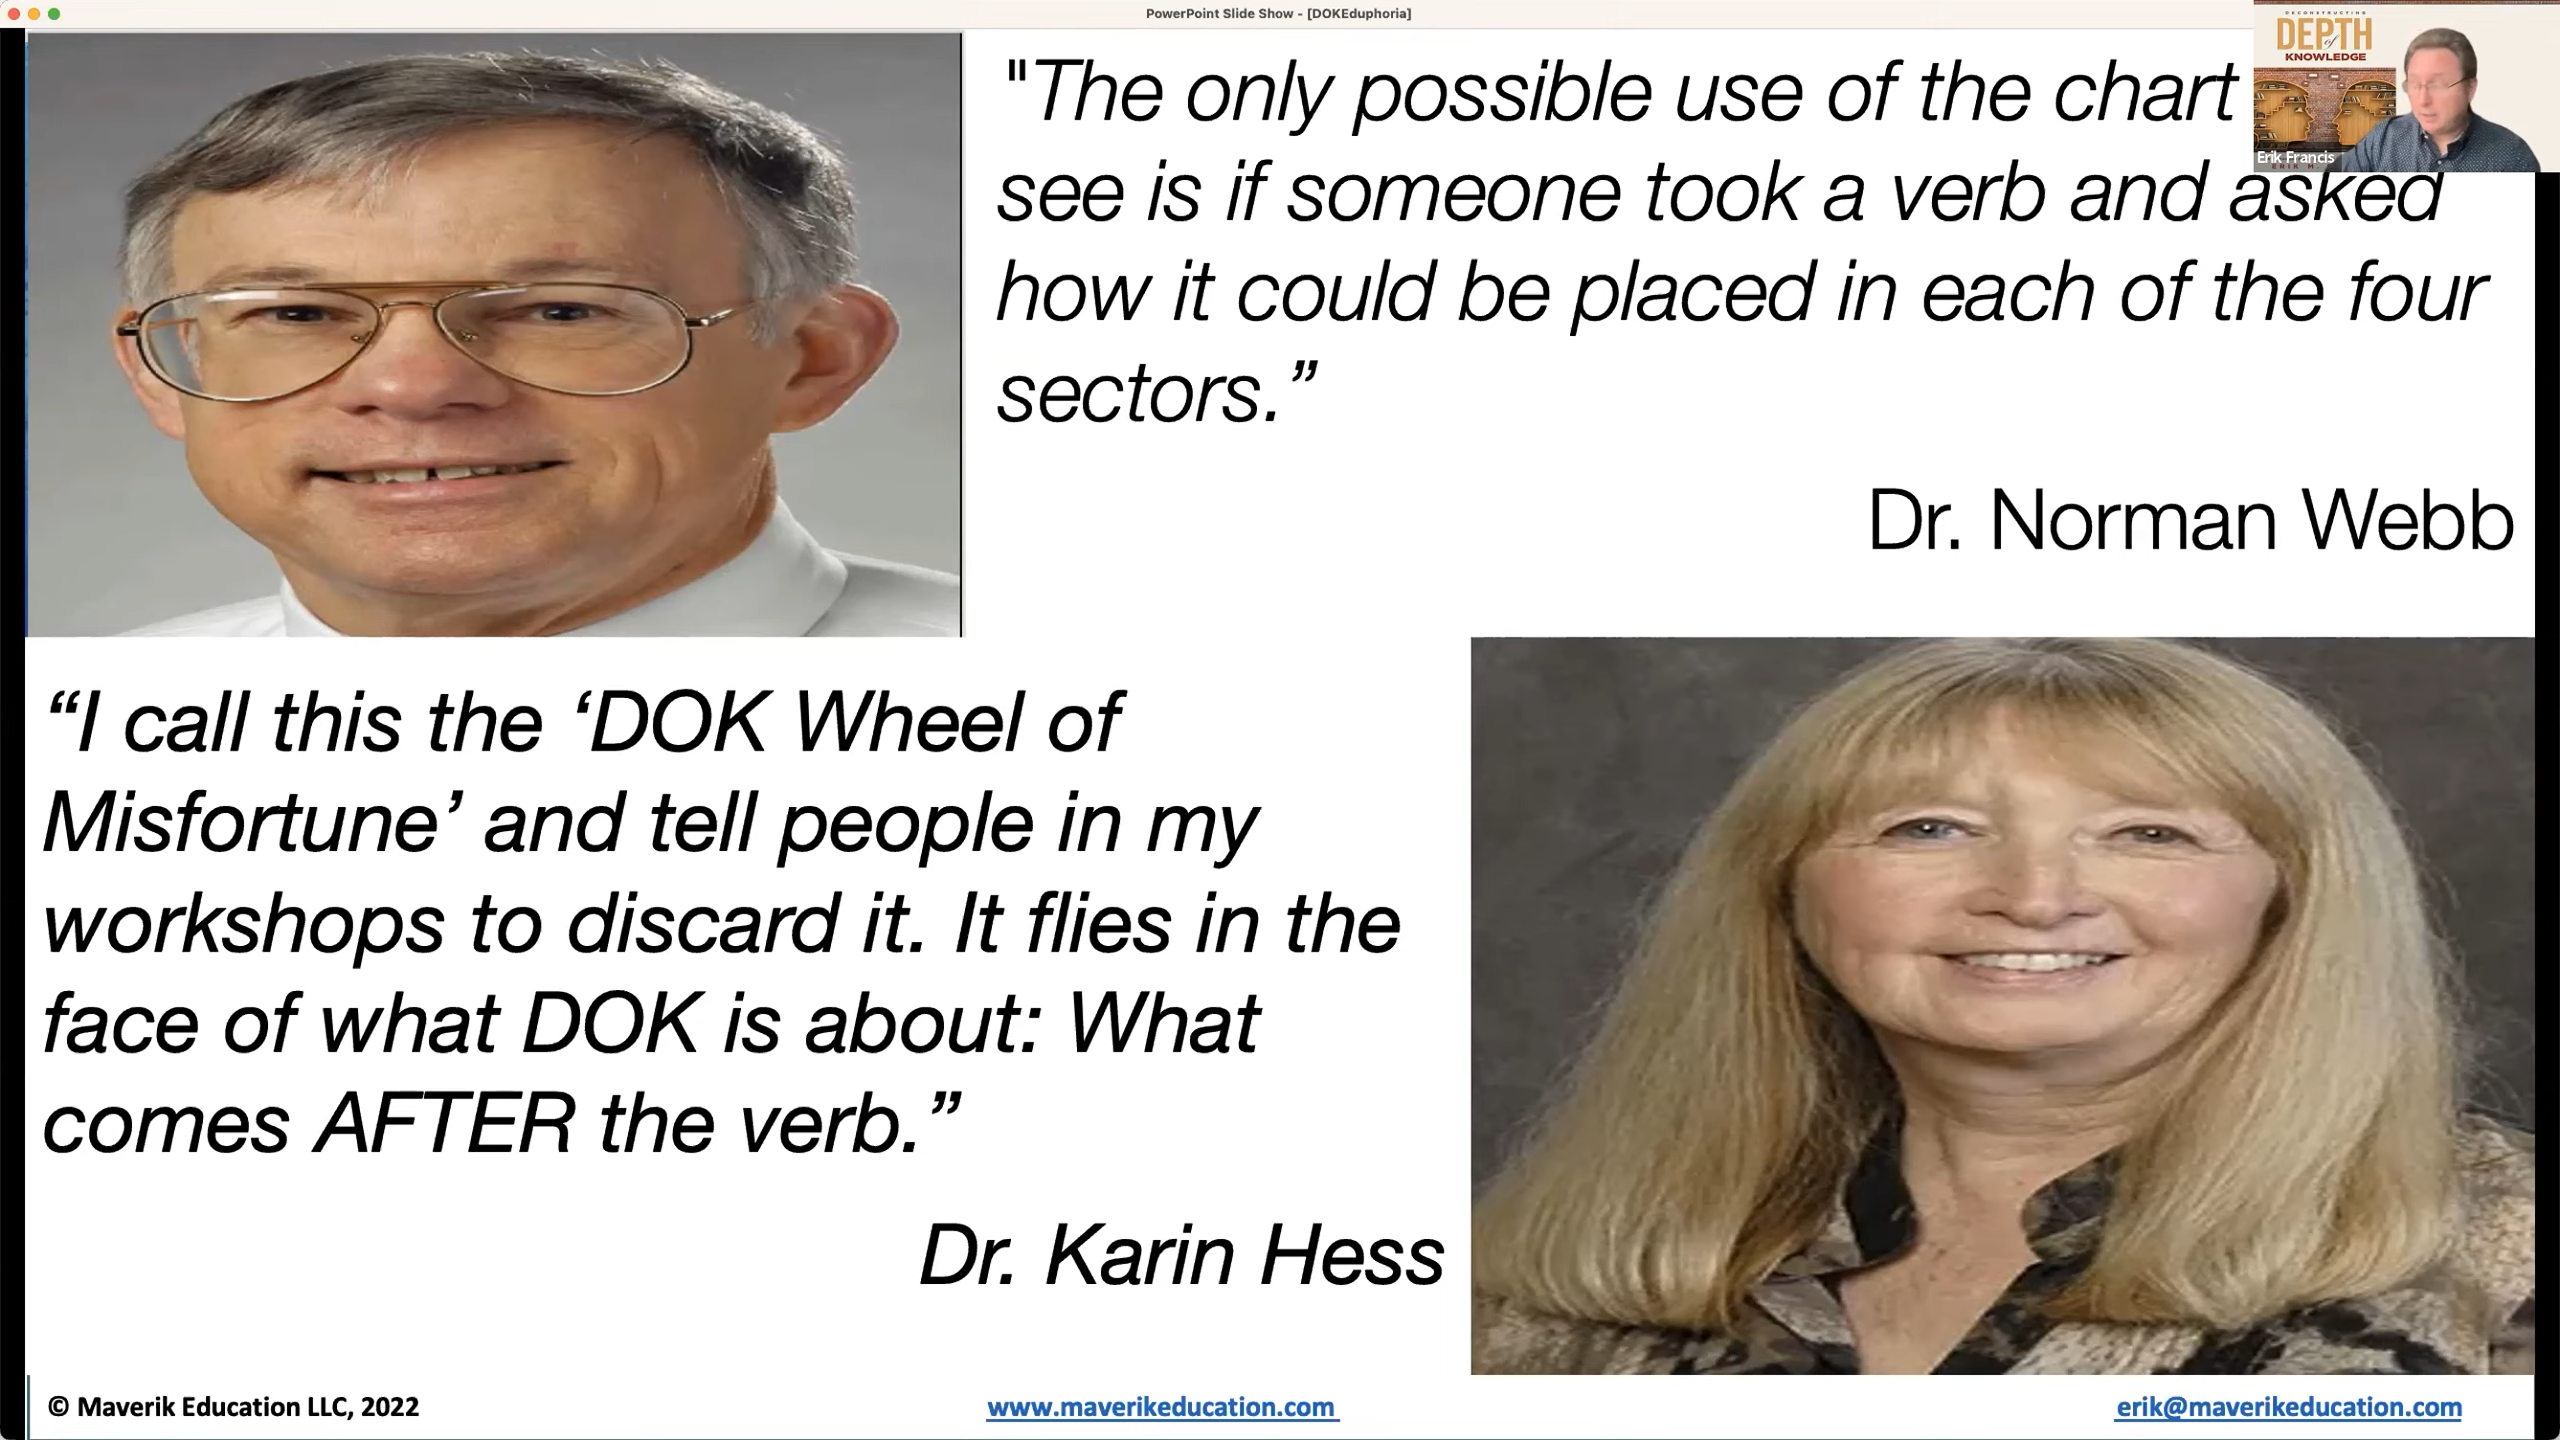 PowerPoint Slide Show - [DOKEduphoria]
DECONSTRUCTING
DEPTH
of
KNOWLEDGE
Erik Francis
"The only possible use of the chart
see is if someone took a verb and asked
how it could be placed in each of the four
sectors.”
Dr. Norman Webb
“I call this the ‘DOK Wheel of
Misfortune’ and tell people in my
workshops to discard it. It flies in the
face of what DOK is about: What
comes AFTER the verb.”
Dr. Karin Hess
© Maverik Education LLC, 2022
www.maverikeducation.com
erik@maverikeducation.com